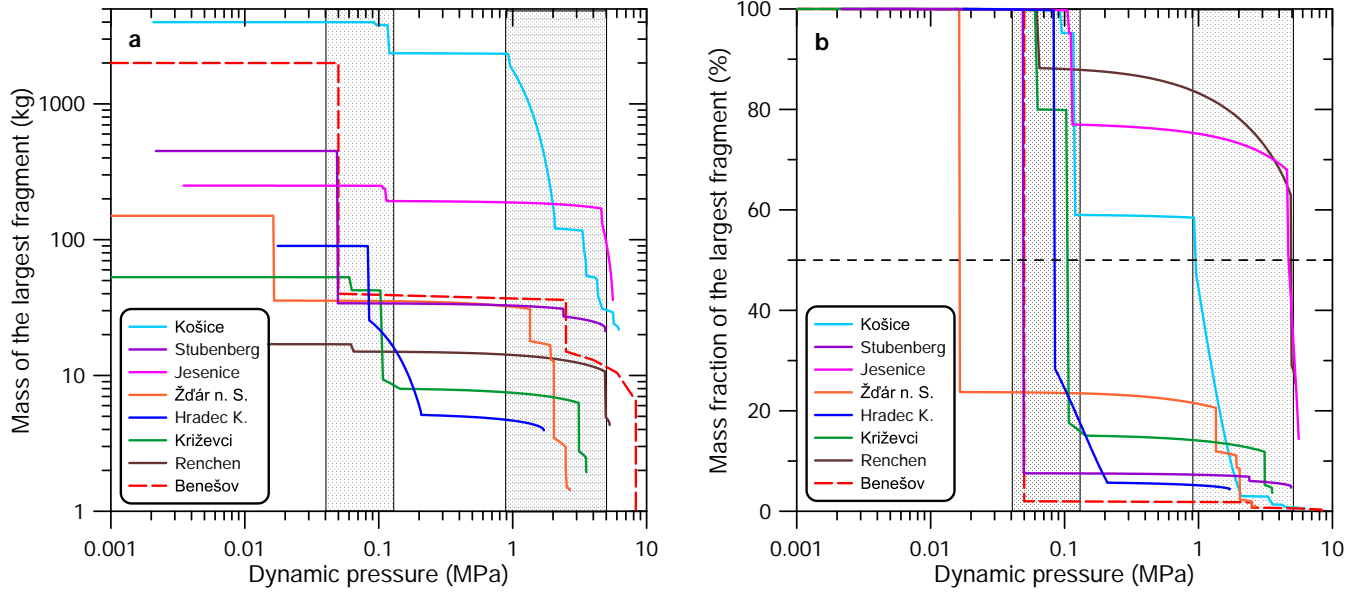 a
Mass of the largest fragment (kg)
1000
100
10
1
Košice
Stubenberg
Jesenice
Žďár n. S.
Hradec K.
Križevci
Renchen
Benešov
0.001 0.01 0.1 1 10
Dynamic pressure (MPa)
b
Mass fraction of the largest fragment (%)
100
80
60
40
20
0
Košice
Stubenberg
Jesenice
Žďár n. S.
Hradec K.
Križevci
Renchen
Benešov
0.001 0.01 0.1 1 10
Dynamic pressure (MPa)